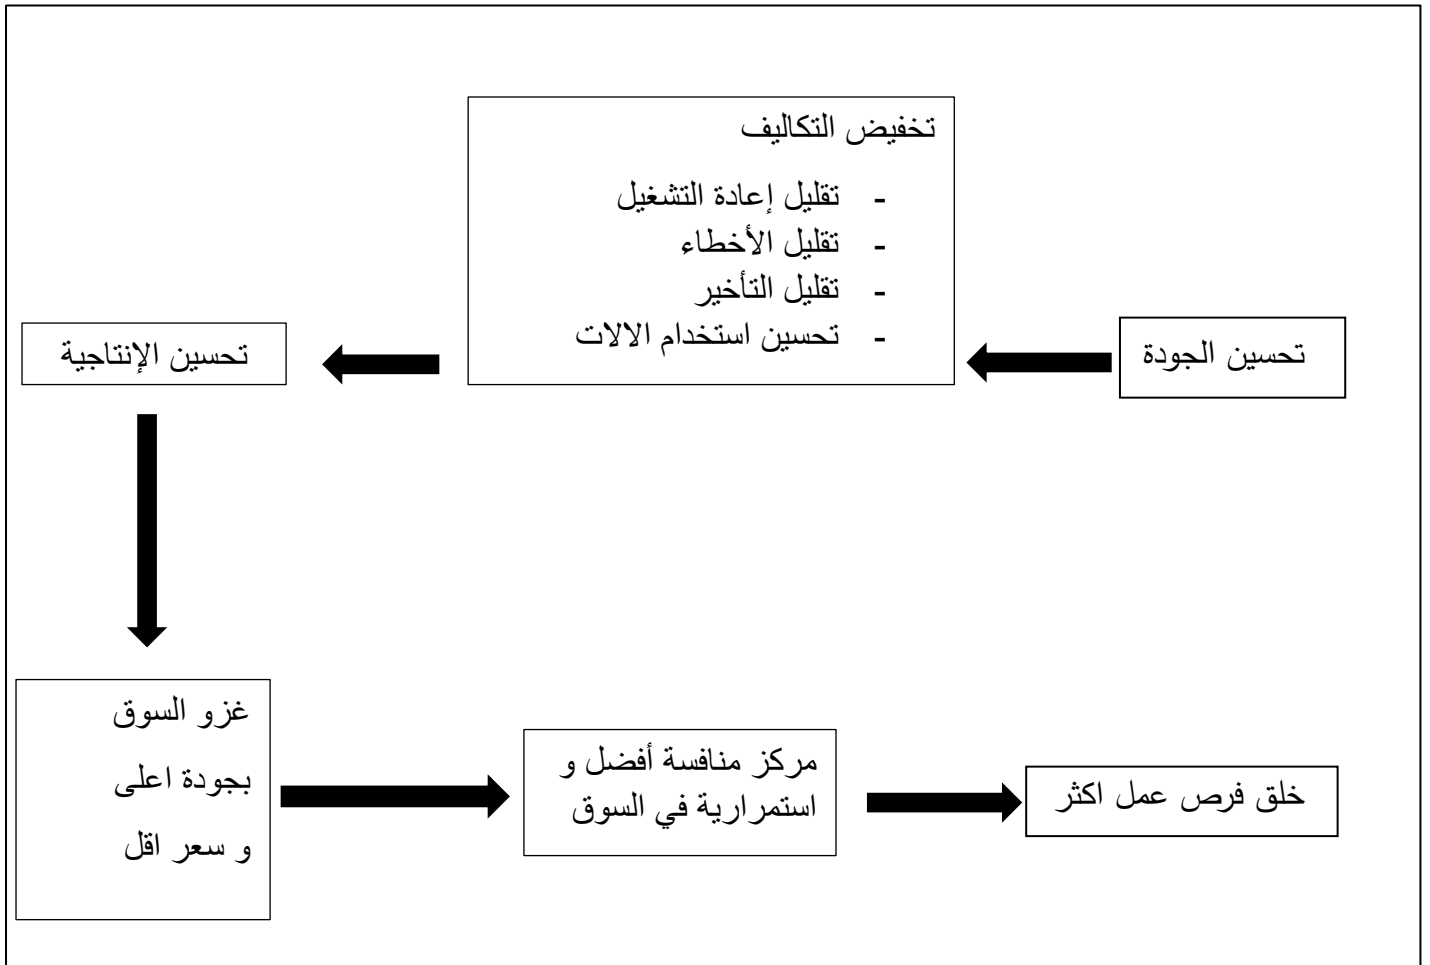 تحسين الجودة
تخفيض التكاليف
- تقليل إعادة التشغيل
- تقليل الأخطاء
- تقليل التأخير
- تحسين استخدام الالات
تحسين الإنتاجية
غزو السوق
بجودة اعلى
و سعر اقل
مركز منافسة أفضل و
استمرارية في السوق
خلق فرص عمل اكثر